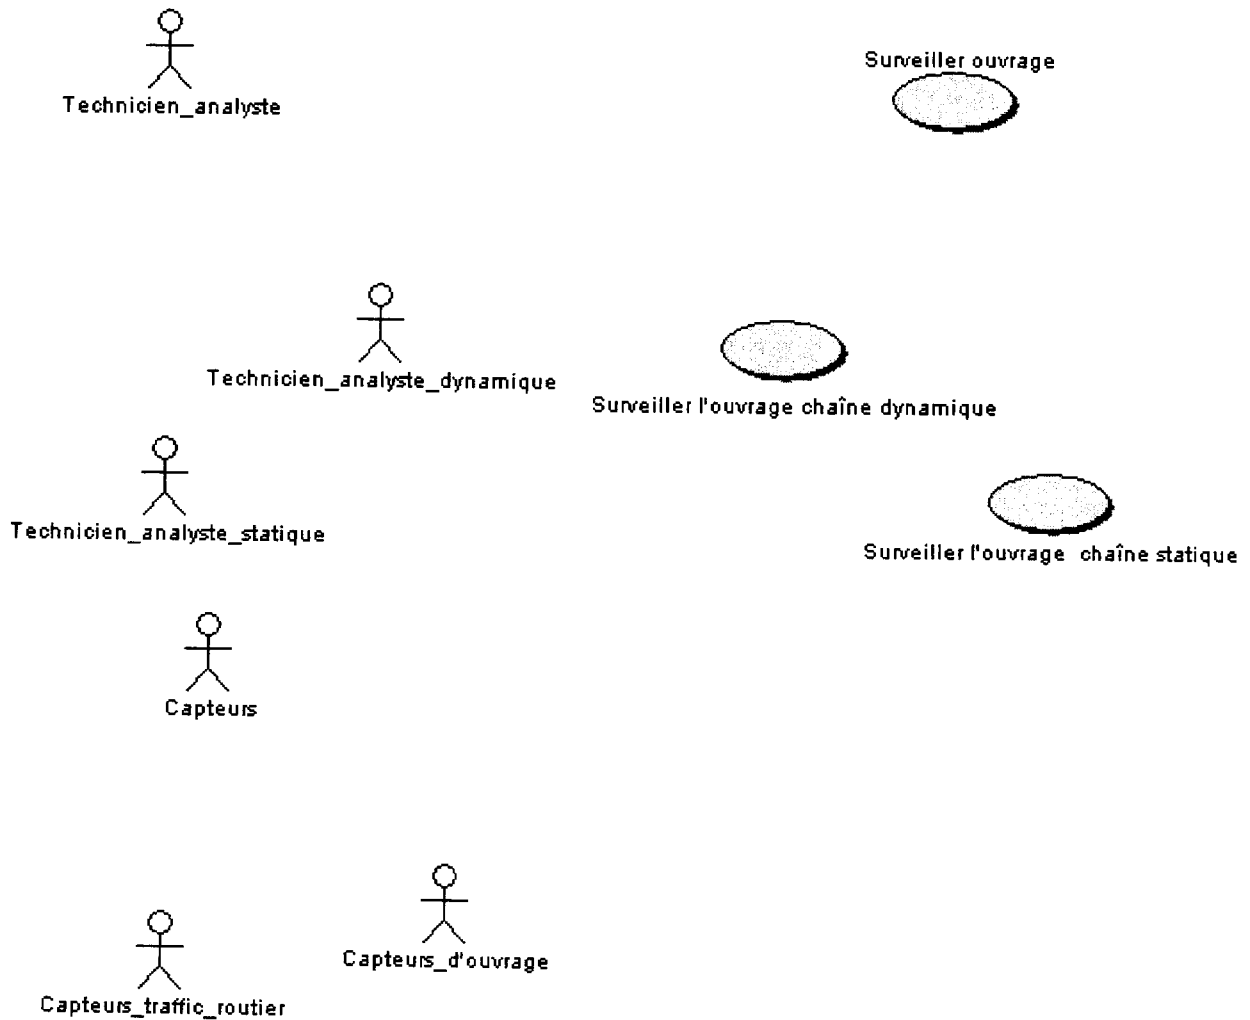 Technicien_analyste
Surveiller ouvrage
Technicien_analyste_dynamique
Surveiller l'ouvrage chaîne dynamique
Technicien_analyste_statique
Surveiller l'ouvrage chaîne statique
Capteurs
Capteurs_d'ouvrage
Capteurs_traffic_routier